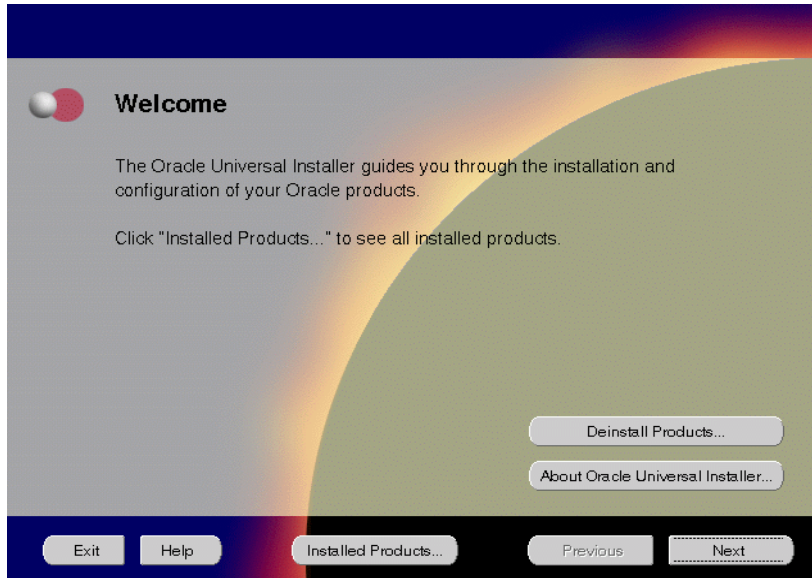 Welcome
The Oracle Universal Installer guides you through the installation and
configuration of your Oracle products.
Click "Installed Products..." to see all installed products.
Deinstall Products...
About Oracle Universal Installer...
Exit
Help
Installed Products...
Previous
Next